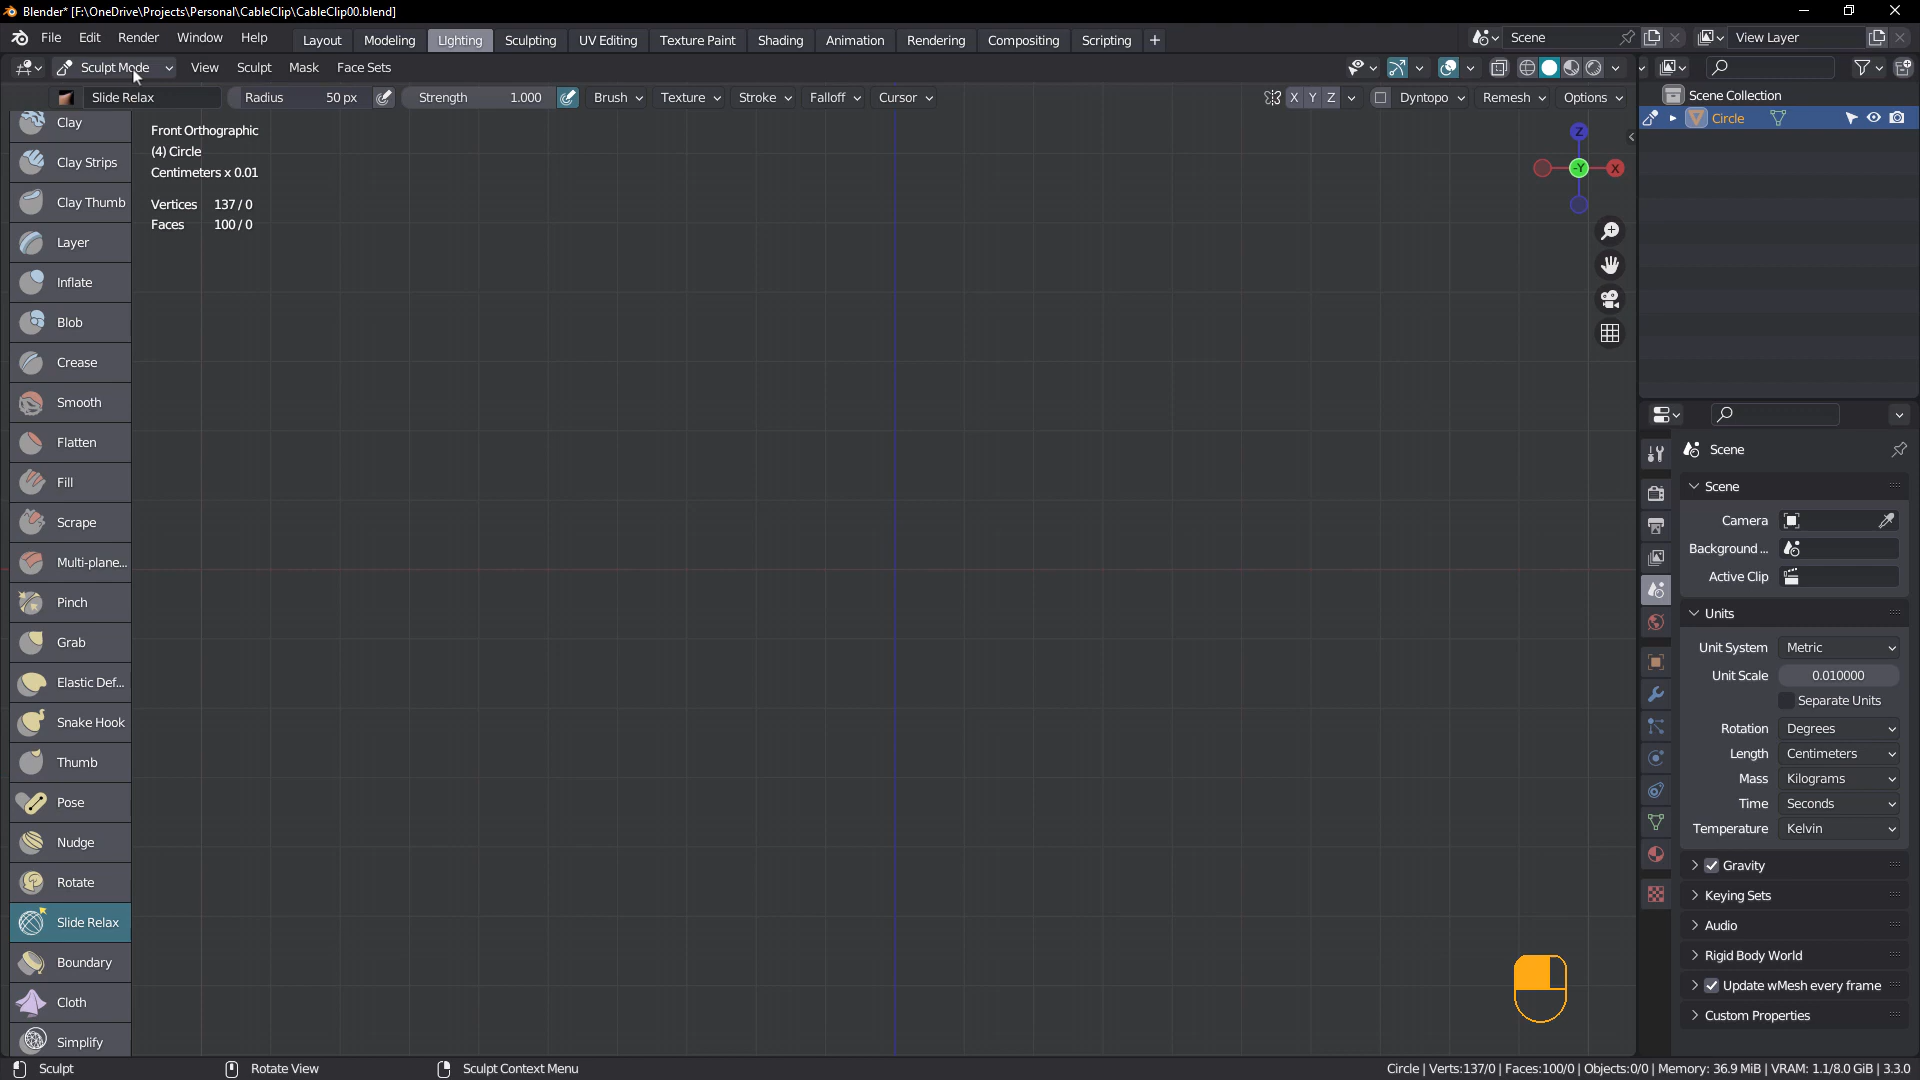 Blender* [F:\OneDrive\Projects\Personal\CableClip\CableClip00.blend]
File Edit Render Window Help
Layout Modeling Lighting Sculpting UV Editing Texture Paint Shading Animation Rendering Compositing Scripting +
Scene
View Layer
Sculpt Mode View Sculpt Mask Face Sets
Slide Relax Radius 50 px Strength 1.000 Brush Texture Stroke Falloff Cursor
X Y Z Dyntopo Remesh Options
Scene Collection
Circle
Clay
Clay Strips
Clay Thumb
Layer
Inflate
Blob
Crease
Smooth
Flatten
Fill
Scrape
Multi-plane...
Pinch
Grab
Elastic Def...
Snake Hook
Thumb
Pose
Nudge
Rotate
Slide Relax
Boundary
Cloth
Simplify
Front Orthographic
(4) Circle
Centimeters x 0.01
Vertices 137 / 0
Faces 100 / 0
Z
-Y
X
Scene
Scene
Camera
Background ...
Active Clip
Units
Unit System Metric
Unit Scale 0.010000
Separate Units
Rotation Degrees
Length Centimeters
Mass Kilograms
Time Seconds
Temperature Kelvin
Gravity
Keying Sets
Audio
Rigid Body World
Update wMesh every frame
Custom Properties
Sculpt
Rotate View
Sculpt Context Menu
Circle | Verts:137/0 | Faces:100/0 | Objects:0/0 | Memory: 36.9 MiB | VRAM: 1.1/8.0 GiB | 3.3.0